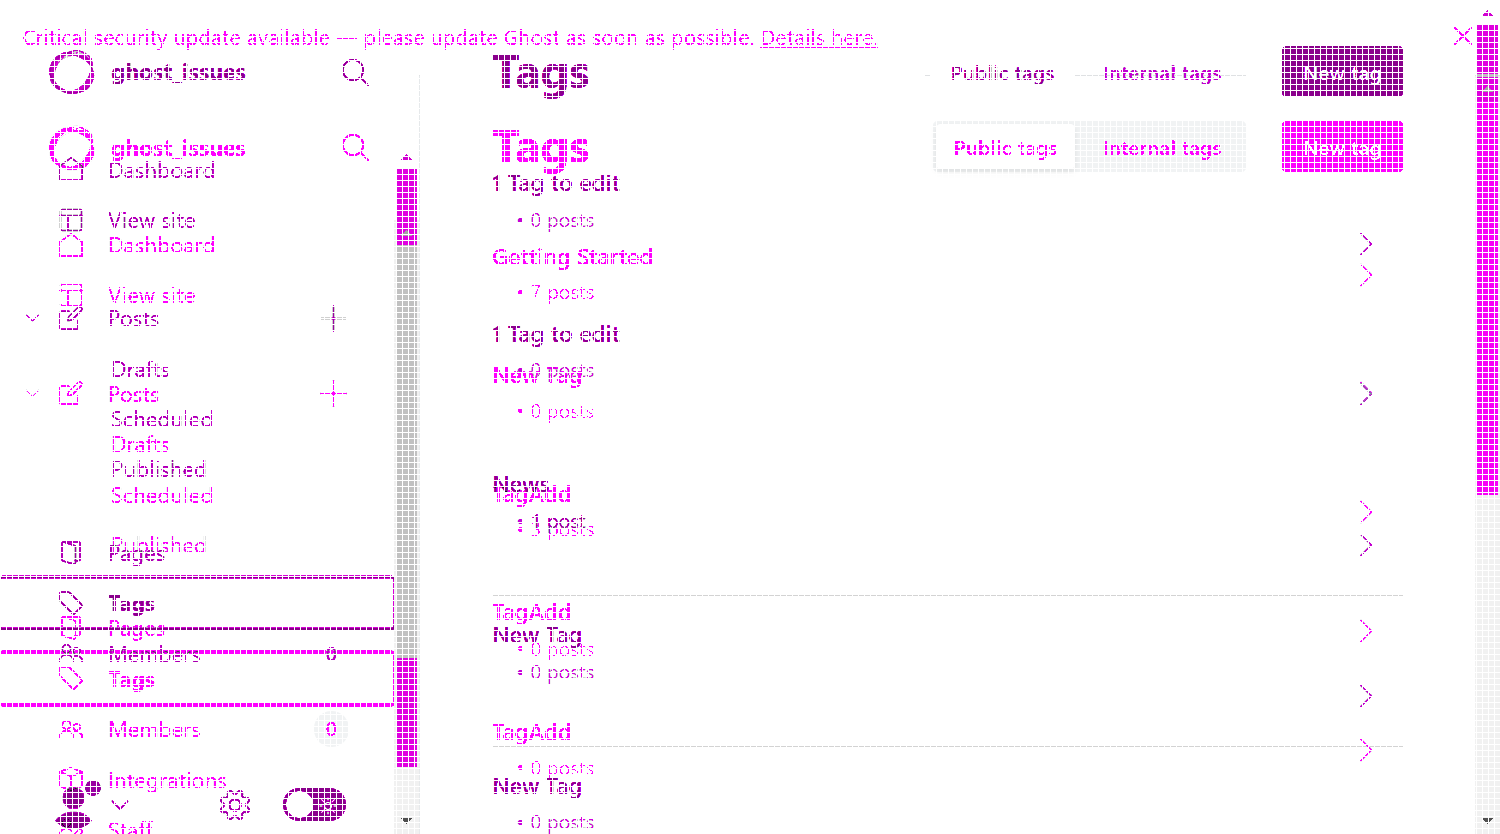 Critical security update available — please update Ghost as soon as possible. Details here.
ghost_issues
Tags
Public tags
Internal tags
New tag
ghost_issues
Tags
Public tags
Internal tags
New tag
Dashboard
1 Tag to edit
View site
• 0 posts
Dashboard
Getting Started
View site
• 7 posts
Posts
1 Tag to edit
Drafts
• 0 posts
New Tag
Posts
• 0 posts
Scheduled
Drafts
Published
News
Scheduled
TagAdd
• 1 post
• 3 posts
Published
Pages
Tags
TagAdd
Pages
New Tag
Members 0
• 0 posts
• 0 posts
Tags
Members 0
TagAdd
• 0 posts
Integrations
New Tag
• 0 posts
Staff